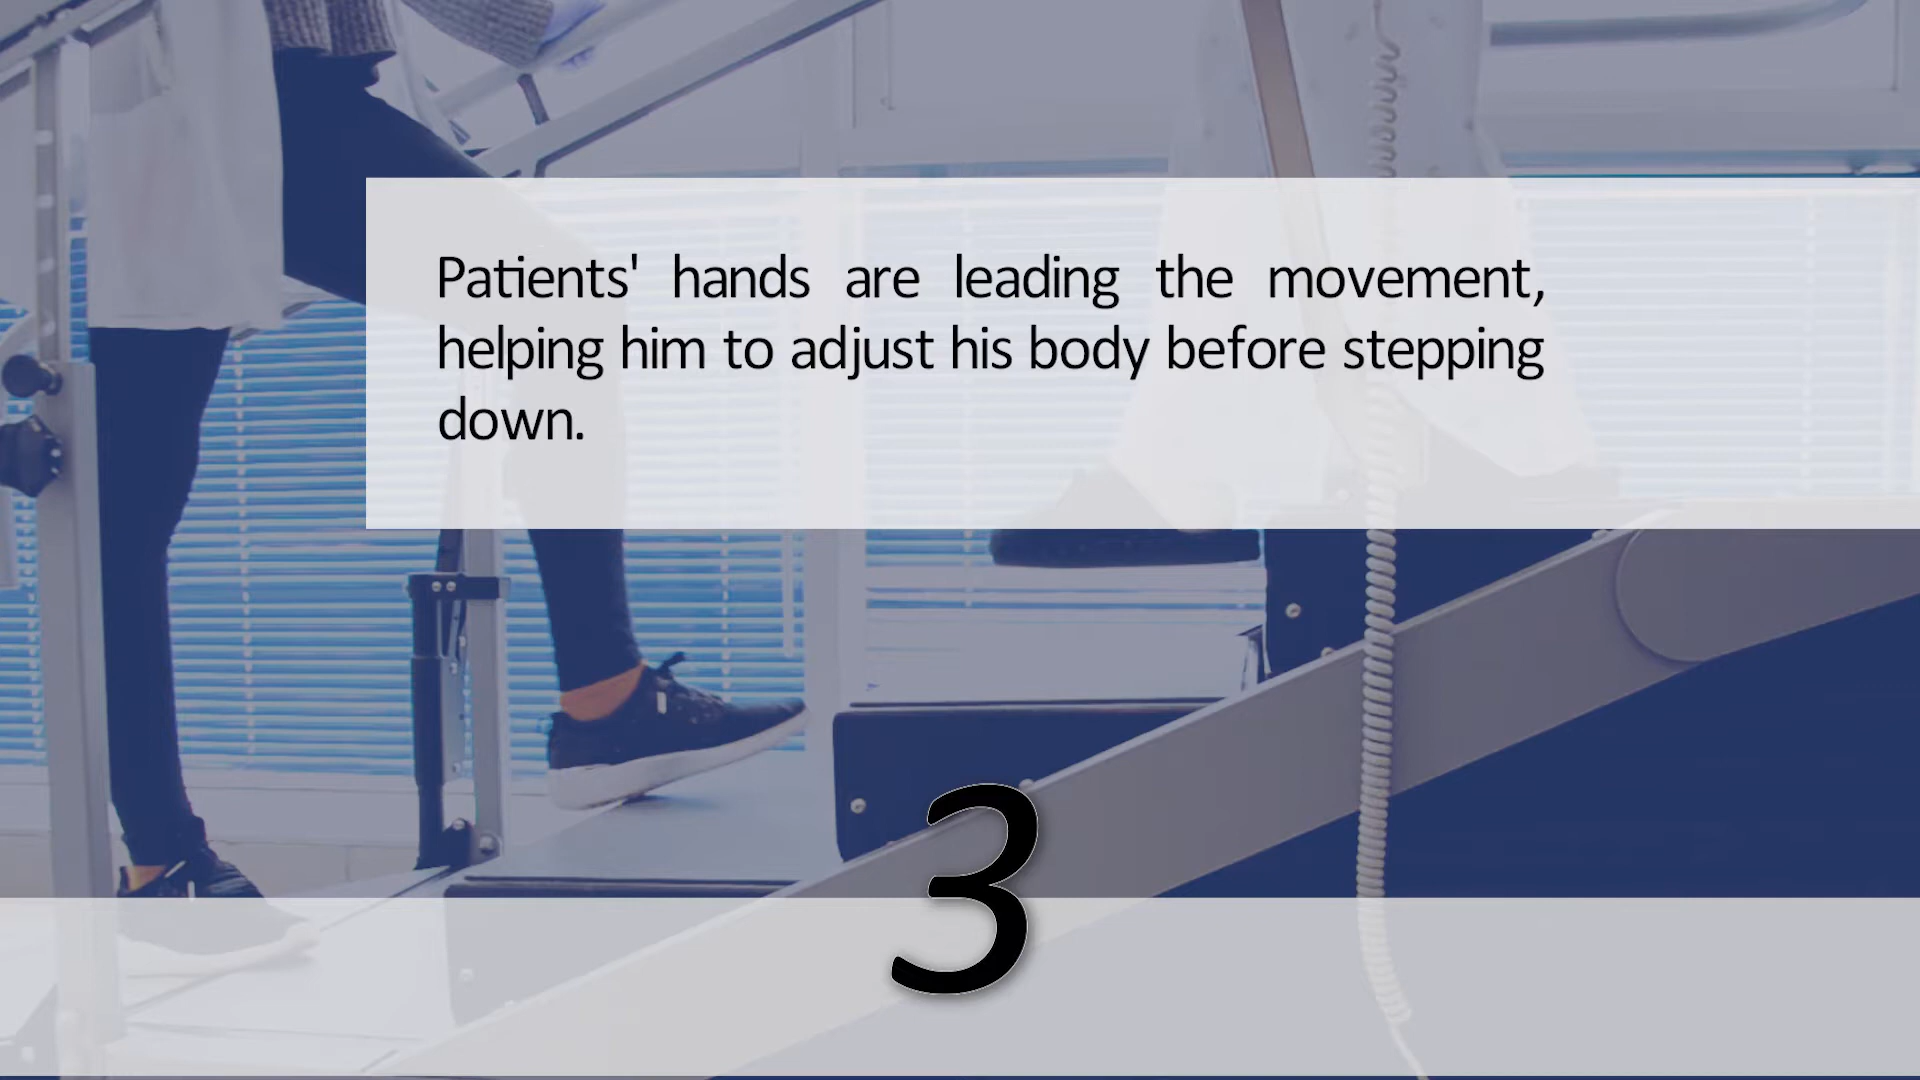 Patients' hands are leading the movement,
helping him to adjust his body before stepping
down.
3